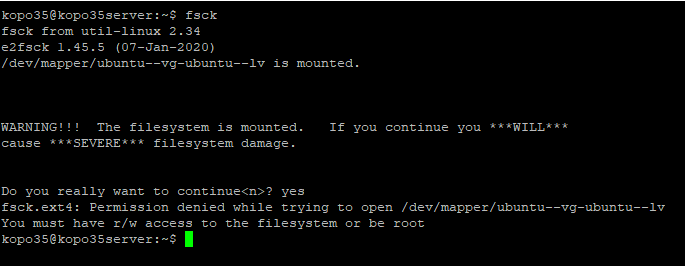 kopo35@kopo35server:~$ fsck
fsck from util-linux 2.34
e2fsck 1.45.5 (07-Jan-2020)
/dev/mapper/ubuntu--vg-ubuntu--lv is mounted.
WARNING!!!  The filesystem is mounted.   If you continue you ***WILL***
cause ***SEVERE*** filesystem damage.
Do you really want to continue<n>? yes
fsck.ext4: Permission denied while trying to open /dev/mapper/ubuntu--vg-ubuntu--lv
You must have r/w access to the filesystem or be root
kopo35@kopo35server:~$